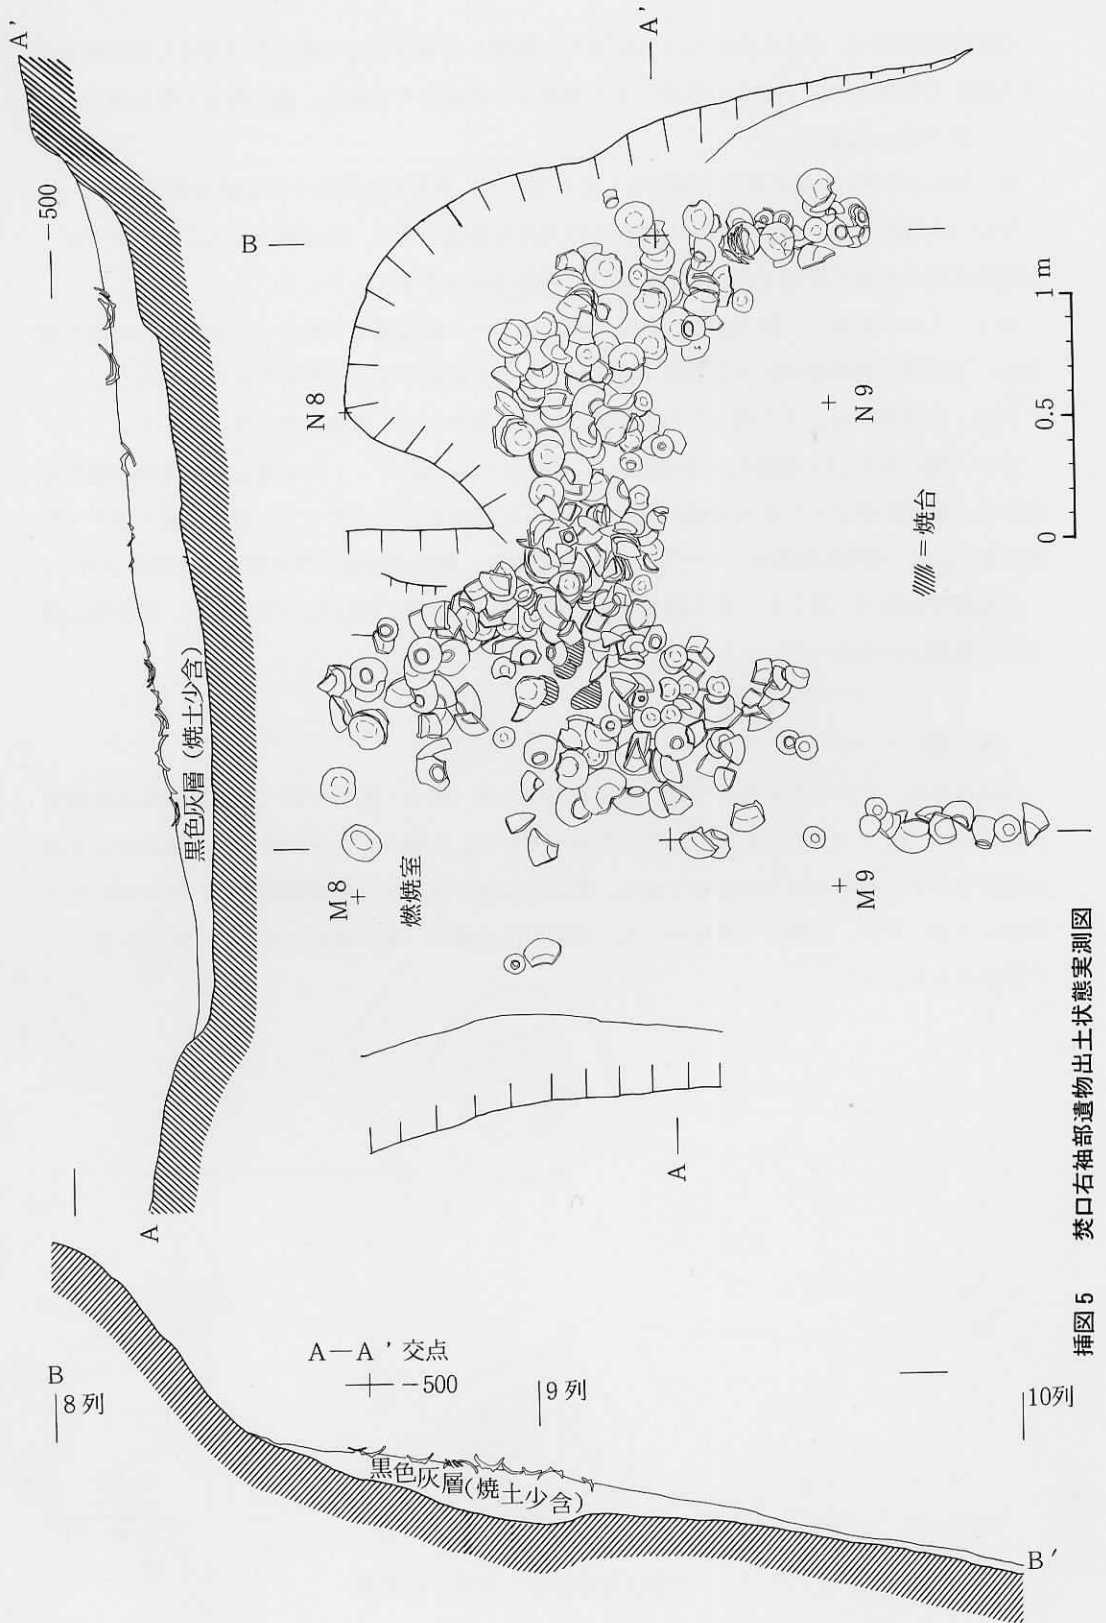 A'
−500
黒色灰層（焼土少含）
A
A'
B
N 8
N 9
M 8
燃焼室
M 9
A
= 焼台
0 0.5 1 m
B
8 列
A—A ' 交点
−500
9 列
10列
黒色灰層(焼土少含)
B'
挿図 5 焚口右袖部遺物出土状態実測図